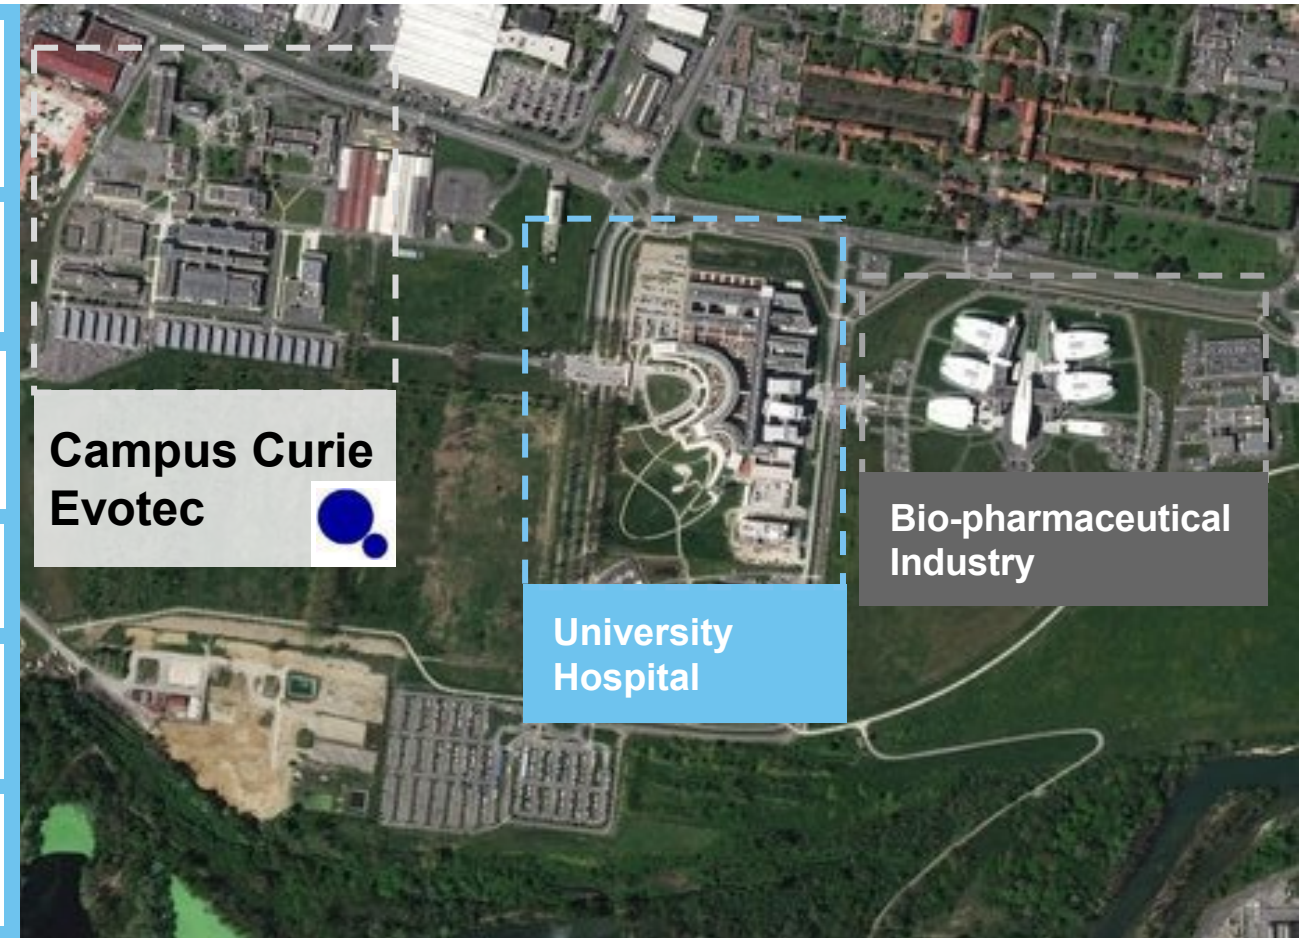 Campus Curie
Evotec
University
Hospital
Bio-pharmaceutical
Industry